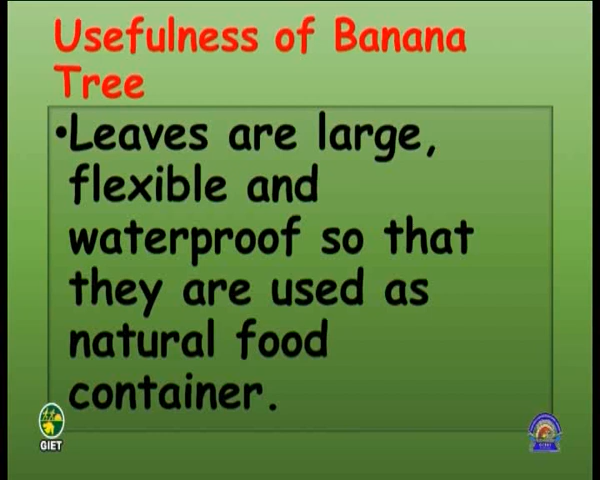 Usefulness of Banana
Tree
•Leaves are large,
flexible and
waterproof so that
they are used as
natural food
container.
GIET